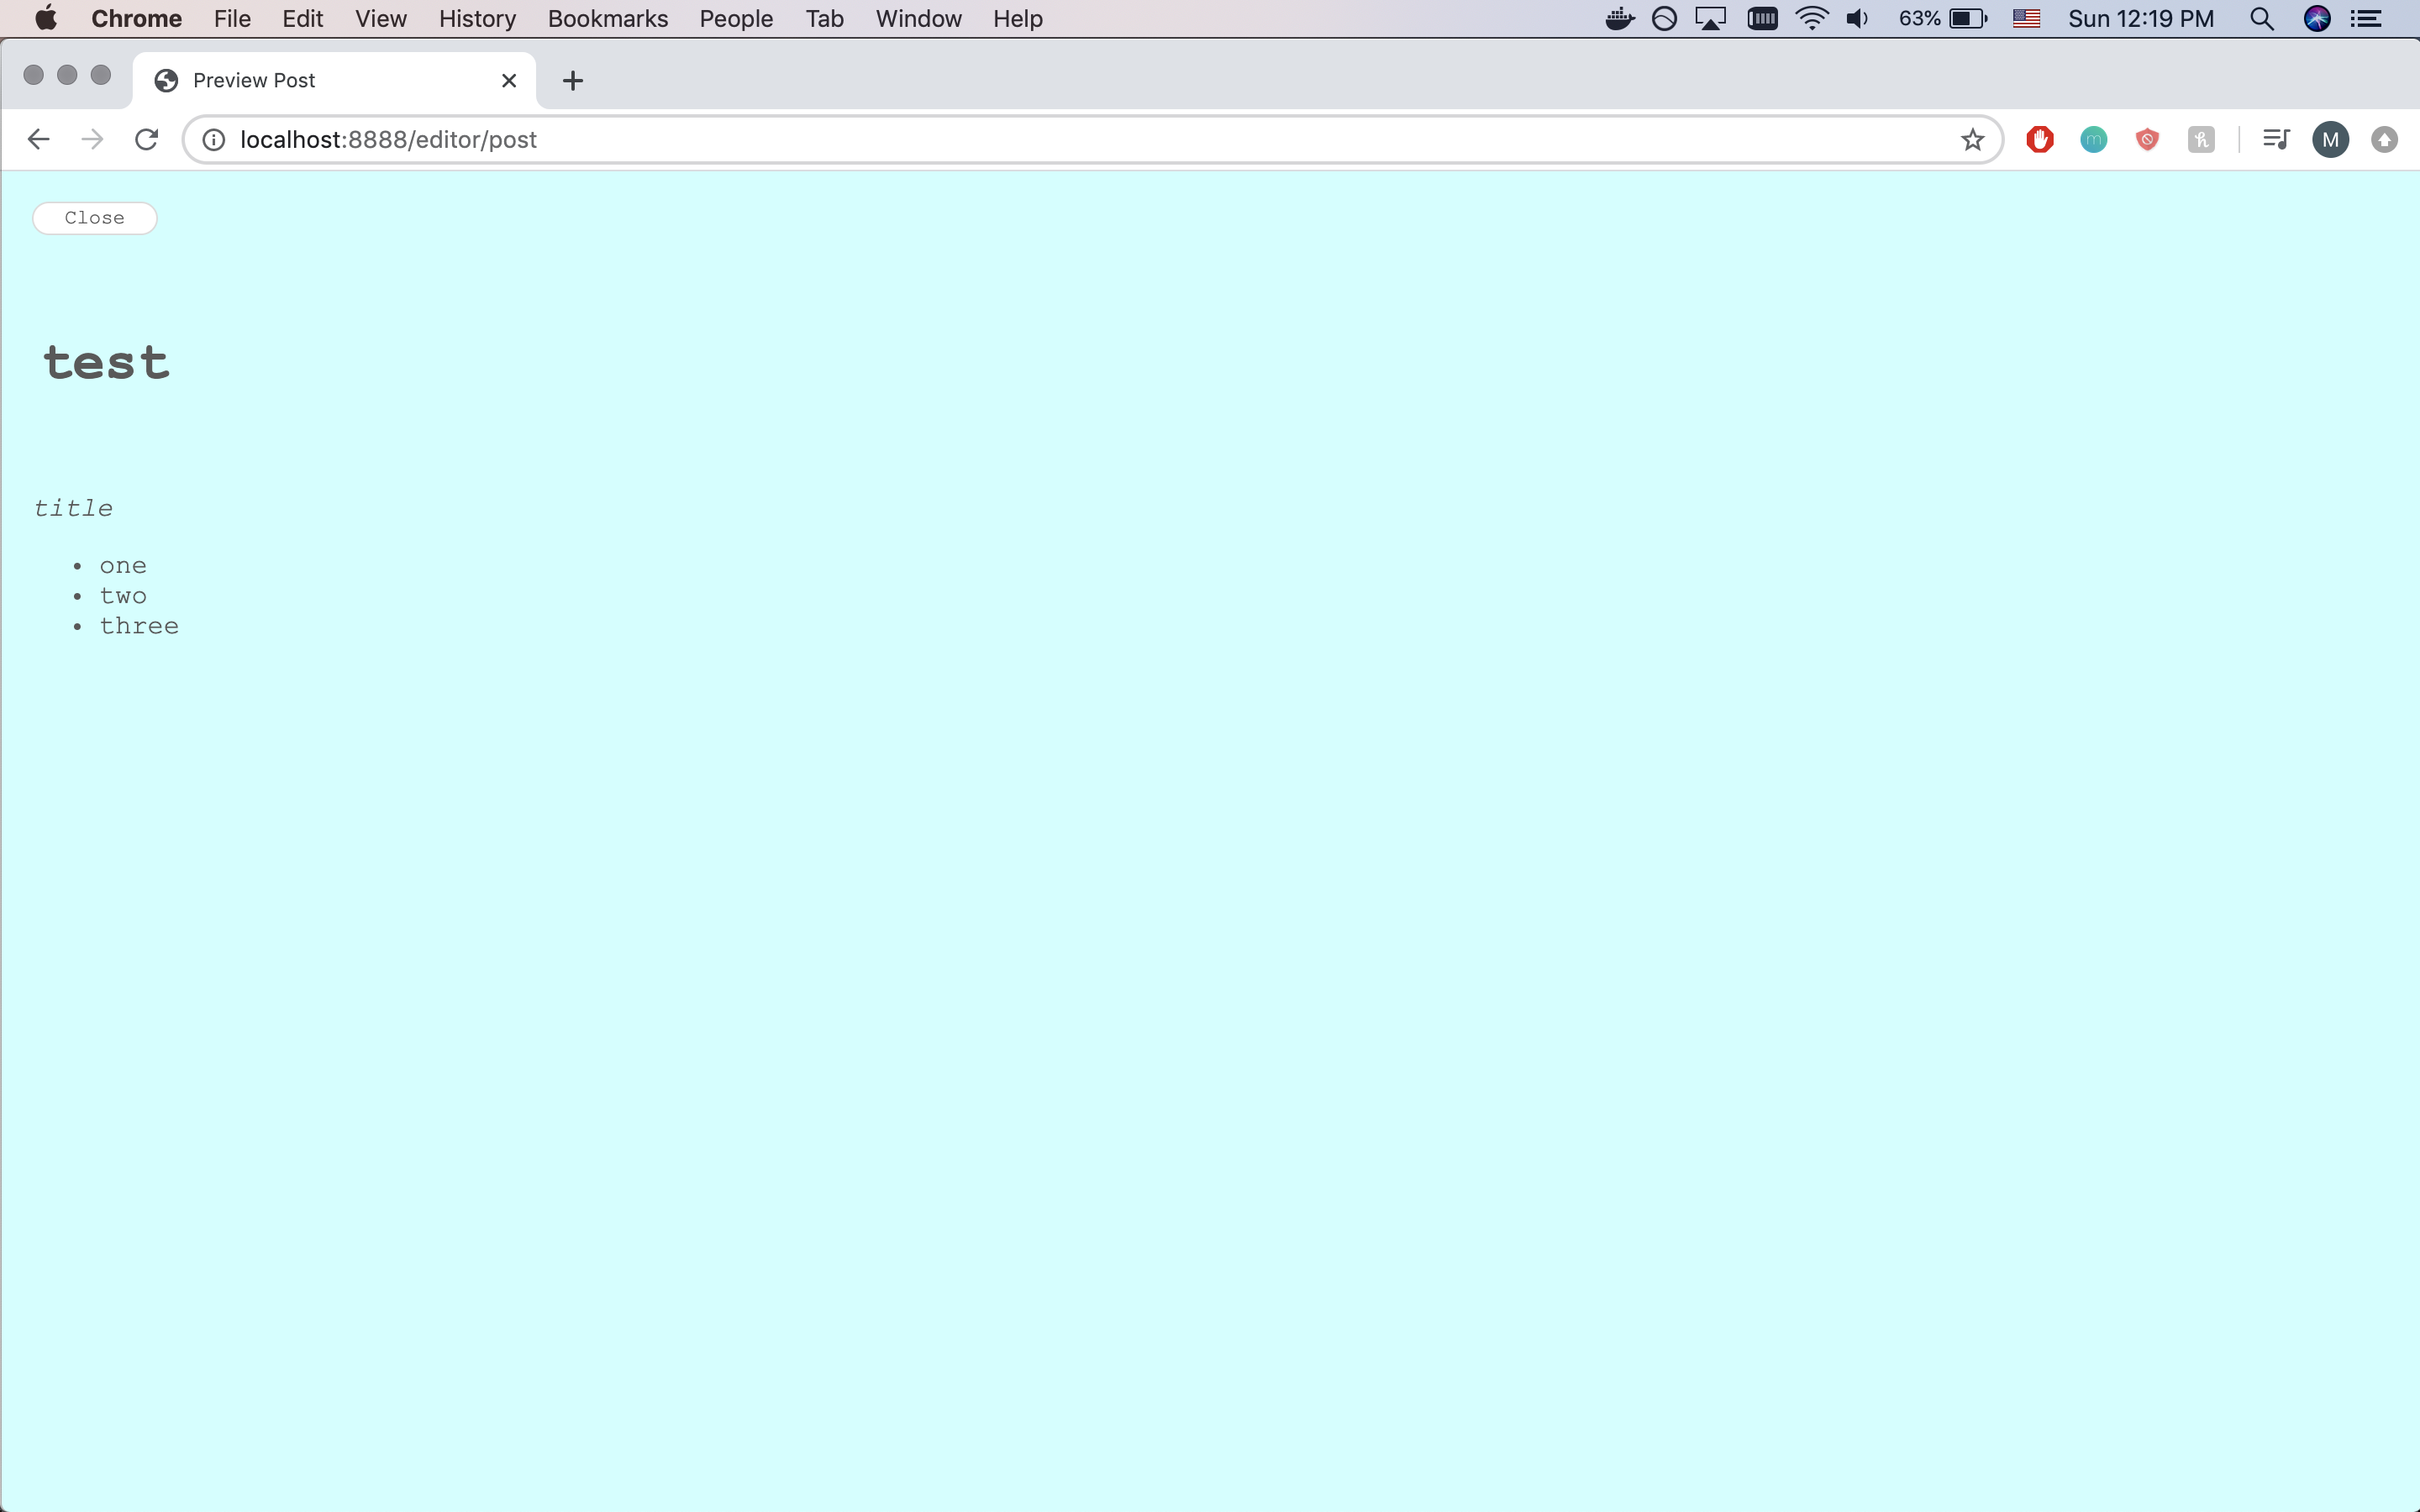 Chrome File Edit View History Bookmarks People Tab Window Help 63% Sun 12:19 PM
Preview Post
localhost:8888/editor/post M
Close
test
title
• one
• two
• three